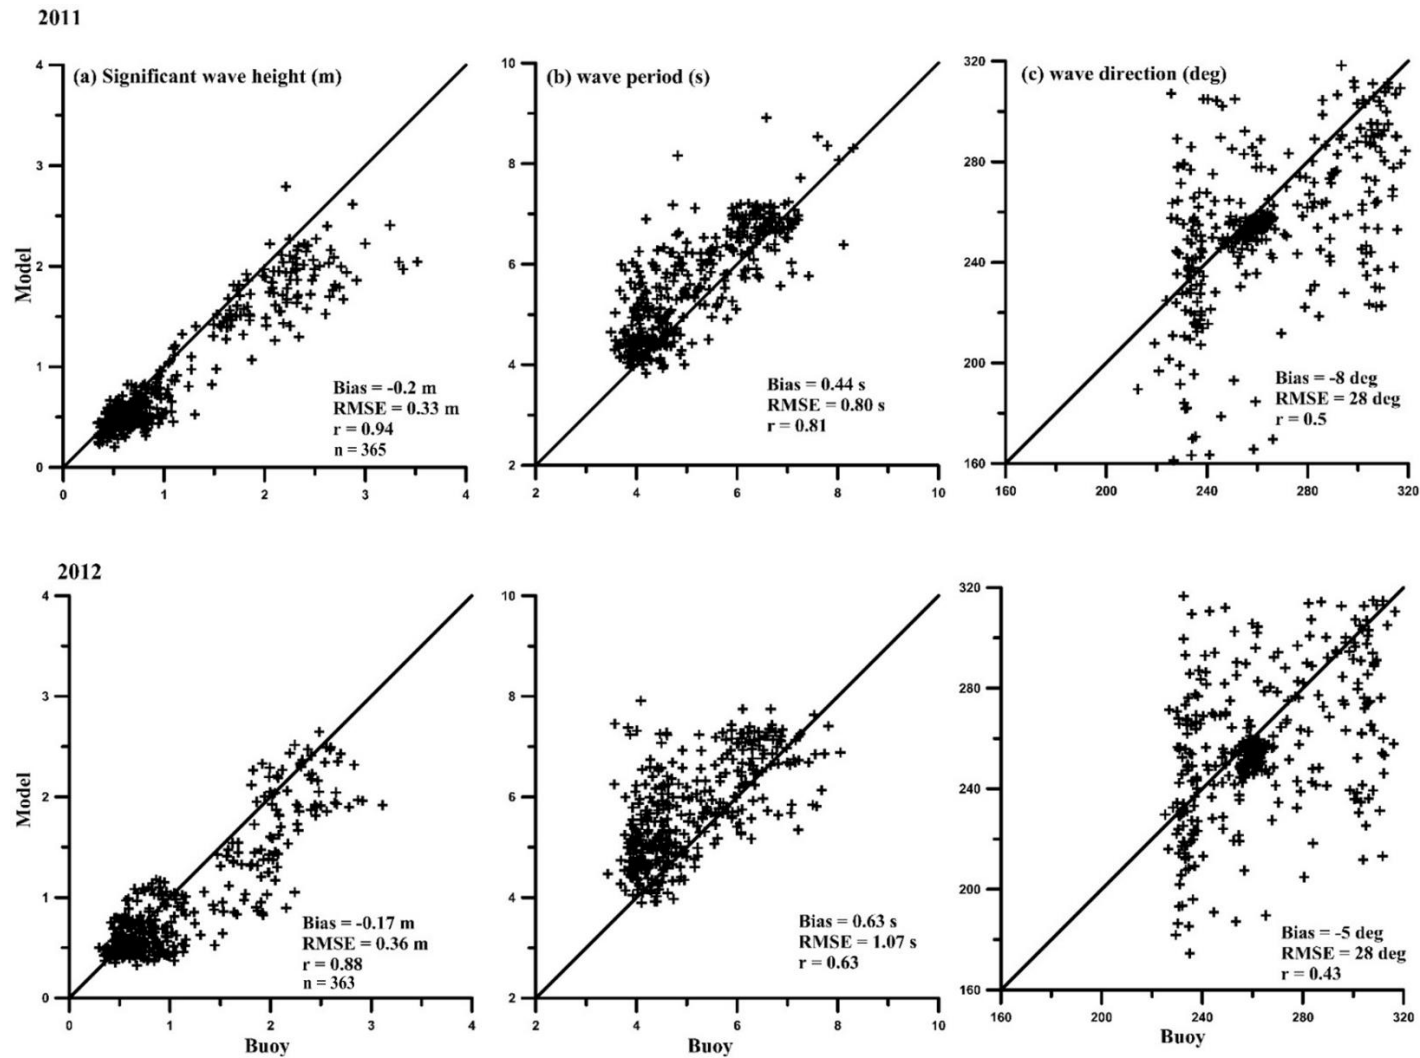 2011
(a) Significant wave height (m)
4
3
2
1
0
0
1
2
3
4
Model
Bias = -0.2 m
RMSE = 0.33 m
r = 0.94
n = 365
(b) wave period (s)
10
8
6
4
2
2
4
6
8
10
Bias = 0.44 s
RMSE = 0.80 s
r = 0.81
(c) wave direction (deg)
320
280
240
200
160
160
200
240
280
320
Bias = -8 deg
RMSE = 28 deg
r = 0.5
2012
4
3
2
1
0
0
1
2
3
4
Model
Buoy
Bias = -0.17 m
RMSE = 0.36 m
r = 0.88
n = 363
10
8
6
4
2
2
4
6
8
10
Buoy
Bias = 0.63 s
RMSE = 1.07 s
r = 0.63
320
280
240
200
160
160
200
240
280
320
Buoy
Bias = -5 deg
RMSE = 28 deg
r = 0.43